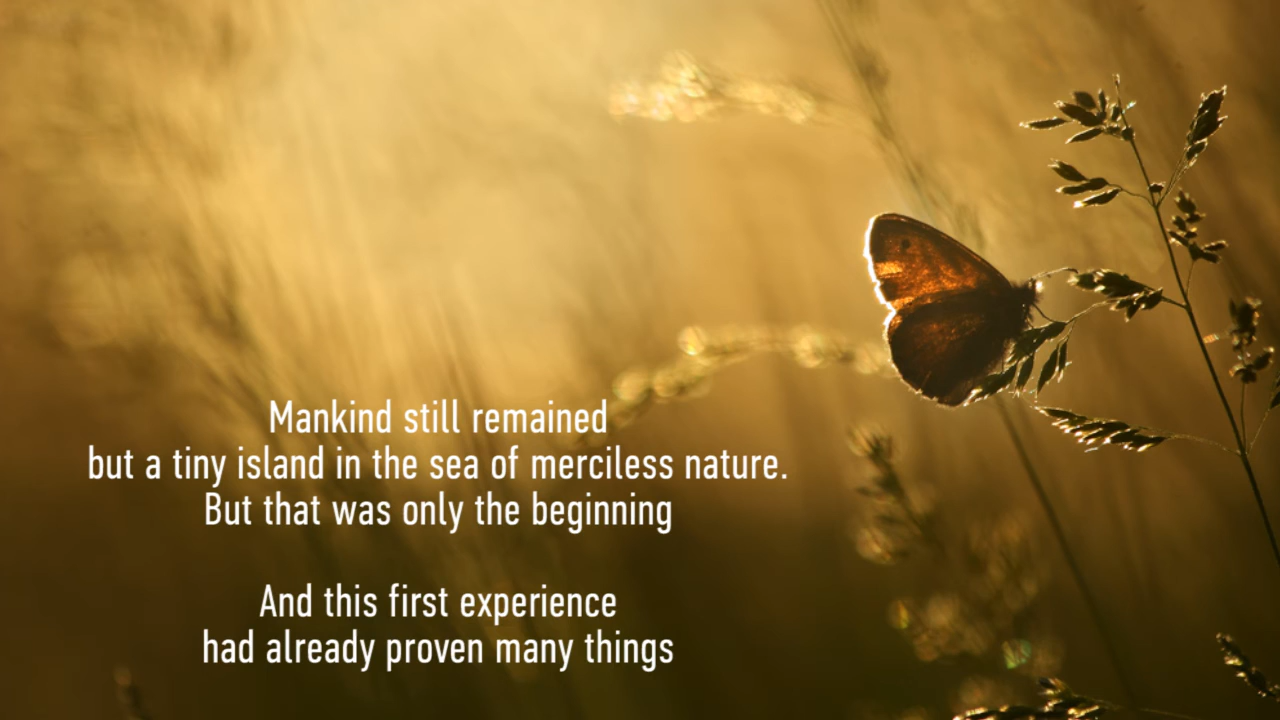 Mankind still remained
but a tiny island in the sea of merciless nature.
But that was only the beginning
And this first experience
had already proven many things